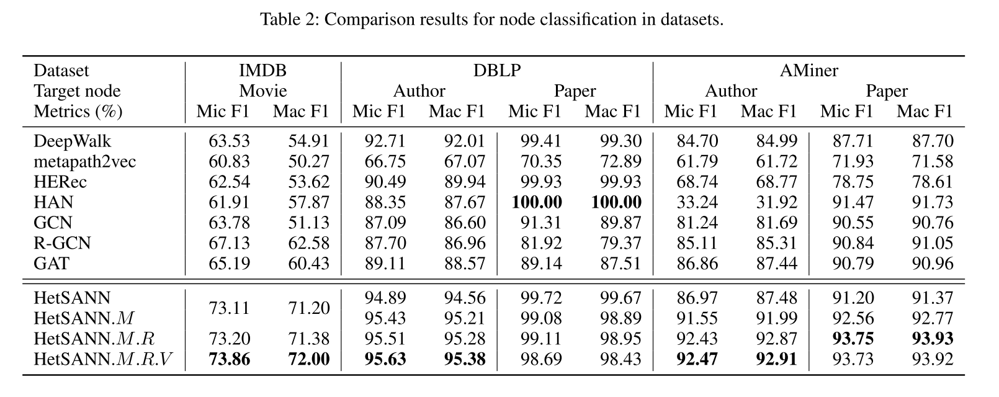 Table 2: Comparison results for node classification in datasets.
Dataset IMDB DBLP AMiner
Target node Movie Author Paper Author Paper
Metrics (%) Mic F1 Mac F1 Mic F1 Mac F1 Mic F1 Mac F1 Mic F1 Mac F1 Mic F1 Mac F1
DeepWalk 63.53 54.91 92.71 92.01 99.41 99.30 84.70 84.99 87.71 87.70
metapath2vec 60.83 50.27 66.75 67.07 70.35 72.89 61.79 61.72 71.93 71.58
HERec 62.54 53.62 90.49 89.94 99.93 99.93 68.74 68.77 78.75 78.61
HAN 61.91 57.87 88.35 87.67 100.00 100.00 33.24 31.92 91.47 91.73
GCN 63.78 51.13 87.09 86.60 91.31 89.87 81.24 81.69 90.55 90.76
R-GCN 67.13 62.58 87.70 86.96 81.92 79.37 85.11 85.31 90.84 91.05
GAT 65.19 60.43 89.11 88.57 89.14 87.51 86.86 87.44 90.79 90.96
HetSANN 94.89 94.56 99.72 99.67 86.97 87.48 91.20 91.37
73.11 71.20
HetSANN.M 95.43 95.21 99.08 98.89 91.55 91.99 92.56 92.77
HetSANN.M.R 73.20 71.38 95.51 95.28 99.11 98.95 92.43 92.87 93.75 93.93
HetSANN.M.R.V 73.86 72.00 95.63 95.38 98.69 98.43 92.47 92.91 93.73 93.92